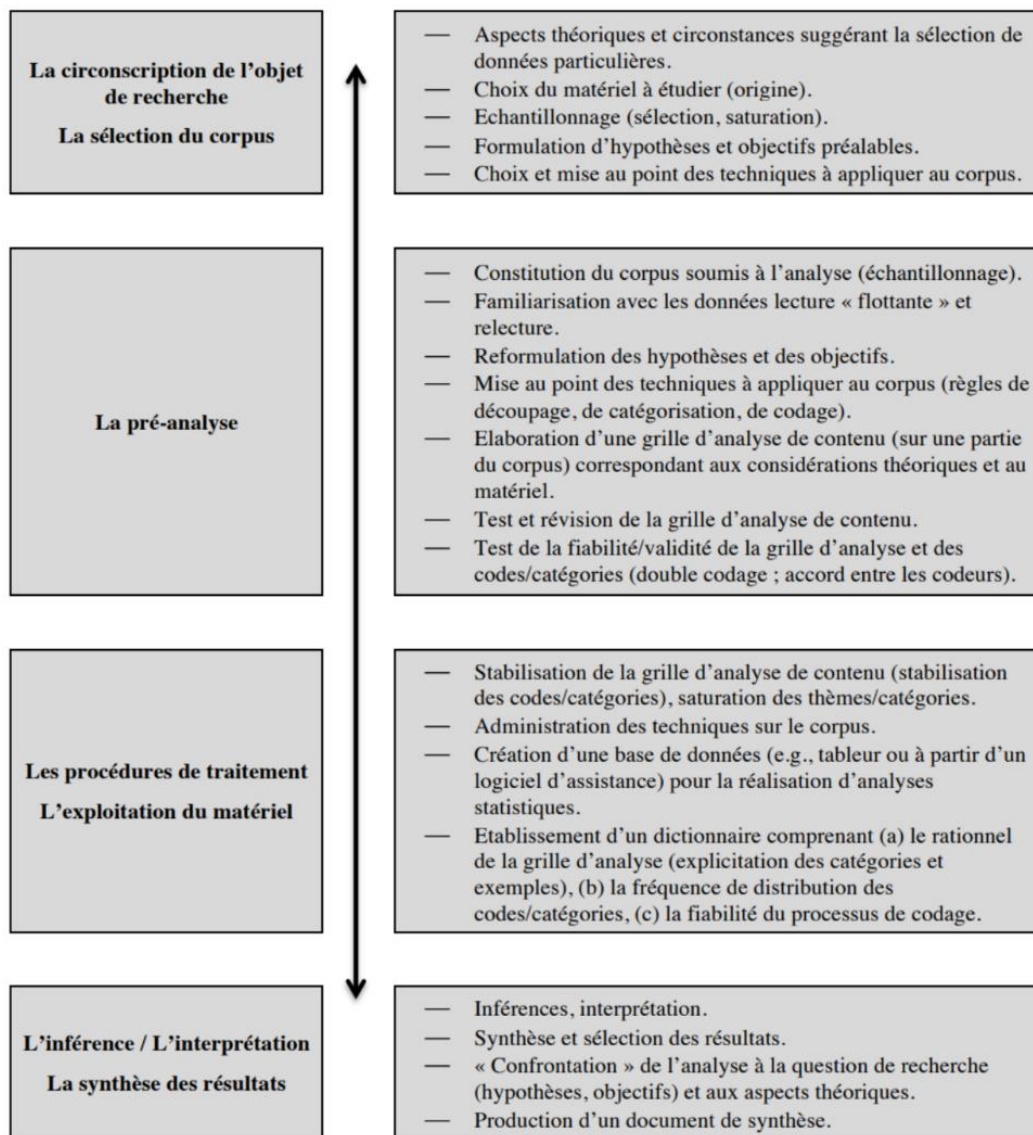 La circonscription de l'objet
de recherche
La sélection du corpus
— Aspects théoriques et circonstances suggérant la sélection de
données particulières.
— Choix du matériel à étudier (origine).
— Echantillonnage (sélection, saturation).
— Formulation d'hypothèses et objectifs préalables.
— Choix et mise au point des techniques à appliquer au corpus.
La pré-analyse
— Constitution du corpus soumis à l'analyse (échantillonnage).
— Familiarisation avec les données lecture « flottante » et
relecture.
— Reformulation des hypothèses et des objectifs.
— Mise au point des techniques à appliquer au corpus (règles de
découpage, de catégorisation, de codage).
— Elaboration d'une grille d'analyse de contenu (sur une partie
du corpus) correspondant aux considérations théoriques et au
matériel.
— Test et révision de la grille d'analyse de contenu.
— Test de la fiabilité/validité de la grille d'analyse et des
codes/catégories (double codage ; accord entre les codeurs).
Les procédures de traitement
L'exploitation du matériel
— Stabilisation de la grille d'analyse de contenu (stabilisation
des codes/catégories), saturation des thèmes/catégories.
— Administration des techniques sur le corpus.
— Création d'une base de données (e.g., tableur ou à partir d'un
logiciel d'assistance) pour la réalisation d'analyses
statistiques.
— Etablissement d'un dictionnaire comprenant (a) le rationnel
de la grille d'analyse (explicitation des catégories et
exemples), (b) la fréquence de distribution des
codes/catégories, (c) la fiabilité du processus de codage.
L'inférence / L'interprétation
La synthèse des résultats
— Inférences, interprétation.
— Synthèse et sélection des résultats.
— « Confrontation » de l'analyse à la question de recherche
(hypothèses, objectifs) et aux aspects théoriques.
— Production d'un document de synthèse.